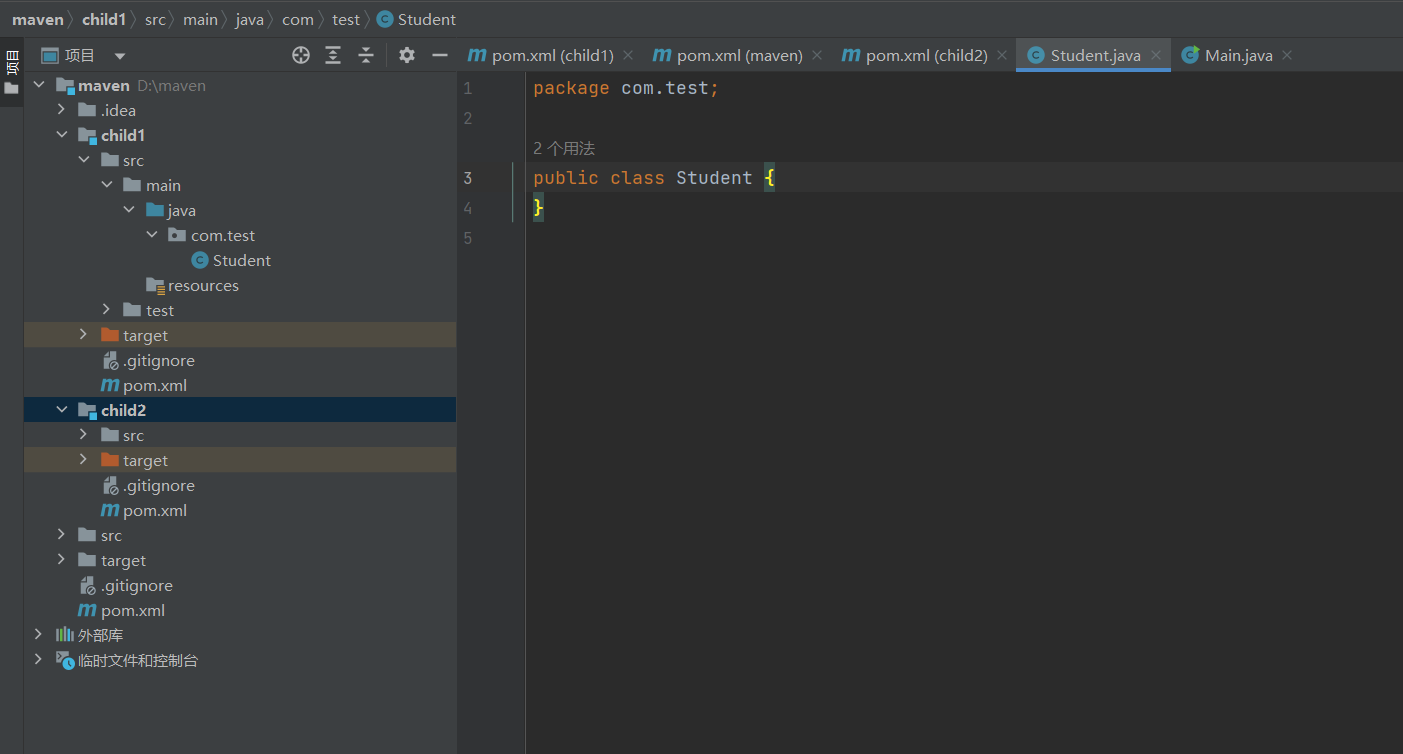 maven child1 src main java com test Student
项目
项目
pom.xml (child1)
pom.xml (maven)
pom.xml (child2)
Student.java
Main.java
maven D:\maven
.idea
child1
src
main
java
com.test
Student
resources
test
target
.gitignore
pom.xml
child2
src
target
.gitignore
pom.xml
src
target
.gitignore
pom.xml
外部库
临时文件和控制台
1 package com.test;
2
2 个用法
3 public class Student {
4 }
5